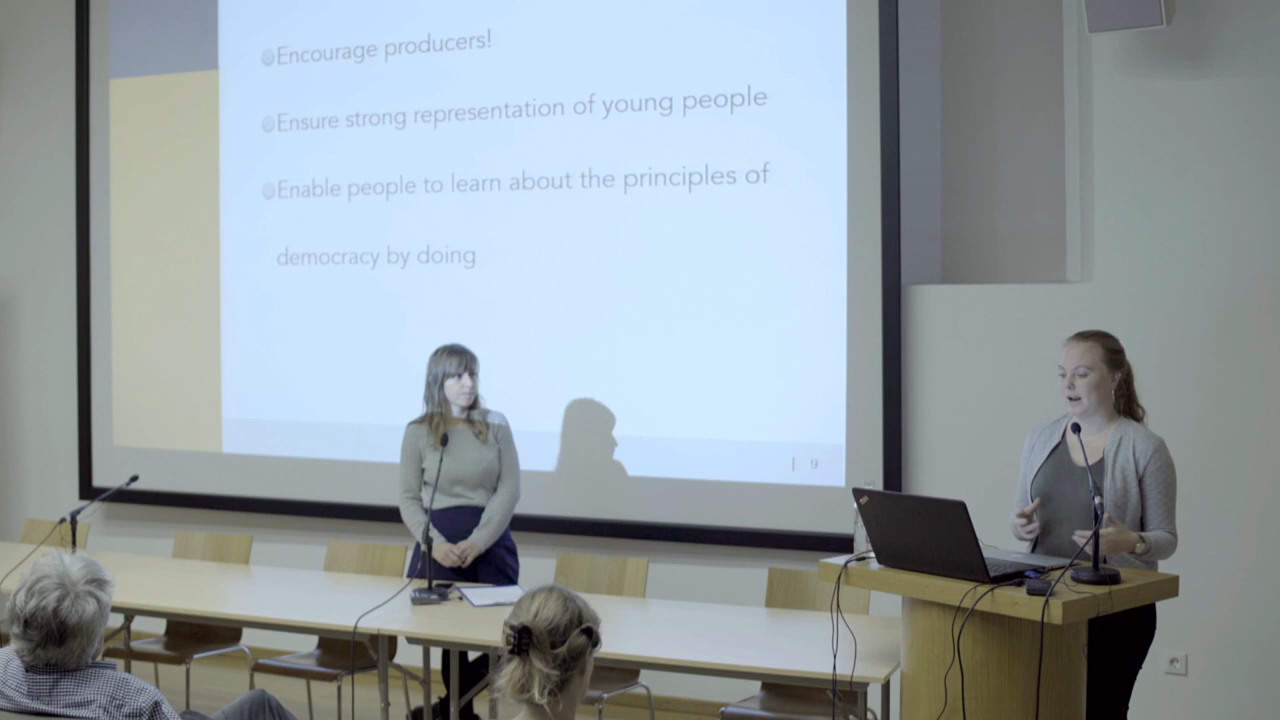 Encourage producers!
Ensure strong representation of young people
Enable people to learn about the principles of
democracy by doing
| 9